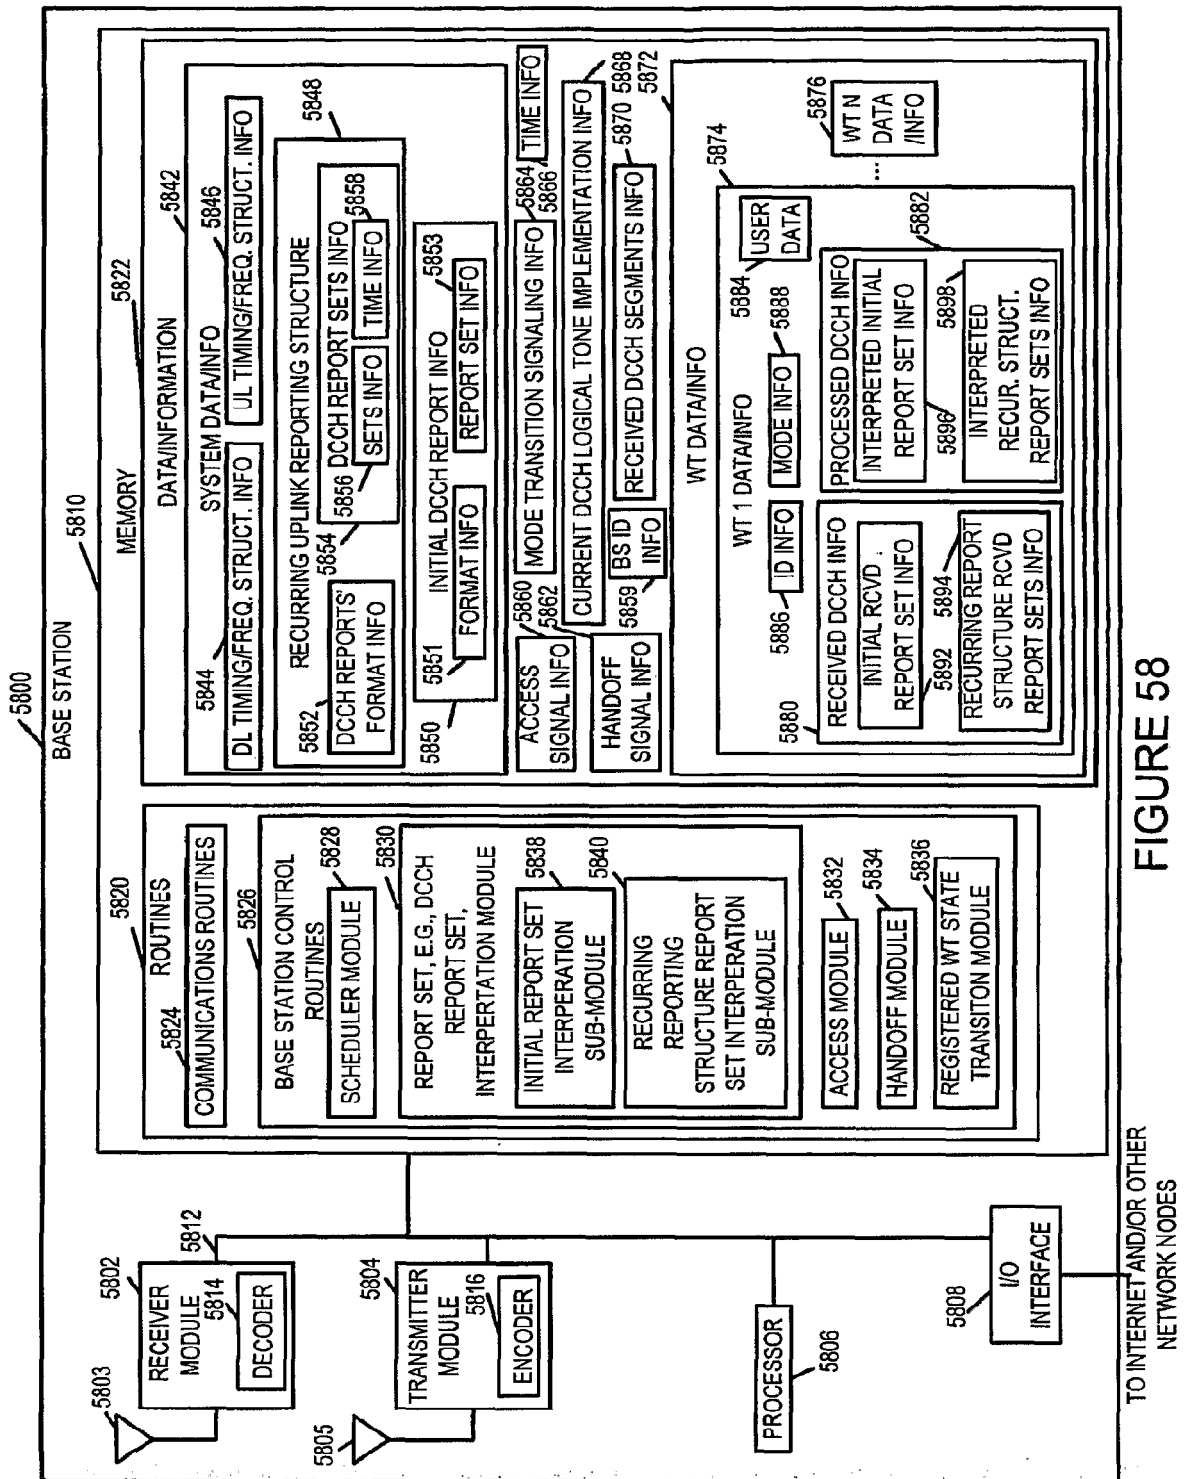 5800
BASE STATION
5803
5802
RECEIVER
MODULE
5814
DECODER
5812
5805
5804
TRANSMITTER
MODULE
5816
ENCODER
PROCESSOR
5806
5808
I/O
INTERFACE
TO INTERNET AND/OR OTHER
NETWORK NODES
5810
MEMORY
5820
ROUTINES
5824
COMMUNICATIONS ROUTINES
5826
BASE STATION CONTROL
ROUTINES
5828
SCHEDULER MODULE
5830
REPORT SET, E.G., DCCH
REPORT SET,
INTERPERTATION MODULE
5838
INITIAL REPORT SET
INTERPERATION
SUB-MODULE
5840
RECURRING
REPORTING
STRUCTURE REPORT
SET INTERPERATION
SUB-MODULE
5832
ACCESS MODULE
5834
HANDOFF MODULE
5836
REGISTERED WT STATE
TRANSITION MODULE
5822
DATA/INFORMATION
5842
SYSTEM DATA/INFO
5844
DL TIMING/FREQ. STRUCT. INFO
5846
UL TIMING/FREQ. STRUCT. INFO
5848
RECURRING UPLINK REPORTING STRUCTURE
5852
DCCH REPORTS'
FORMAT INFO
5854
DCCH REPORT SETS INFO
5856
SETS INFO
5858
TIME INFO
5850
INITIAL DCCH REPORT INFO
5851
FORMAT INFO
5853
REPORT SET INFO
5860
ACCESS
SIGNAL INFO
5862
HANDOFF
SIGNAL INFO
MODE TRANSITION SIGNALING INFO
5864
5866
TIME INFO
CURRENT DCCH LOGICAL TONE IMPLEMENTATION INFO
5868
5859
BS ID
INFO
RECEIVED DCCH SEGMENTS INFO
5870
5872
WT DATA/INFO
5874
WT 1 DATA/INFO
5884
USER
DATA
5886
ID INFO
5888
MODE INFO
5880
RECEIVED DCCH INFO
INITIAL RCVD.
REPORT SET INFO
5892
5894
RECURRING REPORT
STRUCTURE RCVD
REPORT SETS INFO
5882
PROCESSED DCCH INFO
INTERPRETED INITIAL
REPORT SET INFO
5896
5898
INTERPRETED
RECUR. STRUCT.
REPORT SETS INFO
...
5876
WT N
DATA
/INFO
FIGURE 58